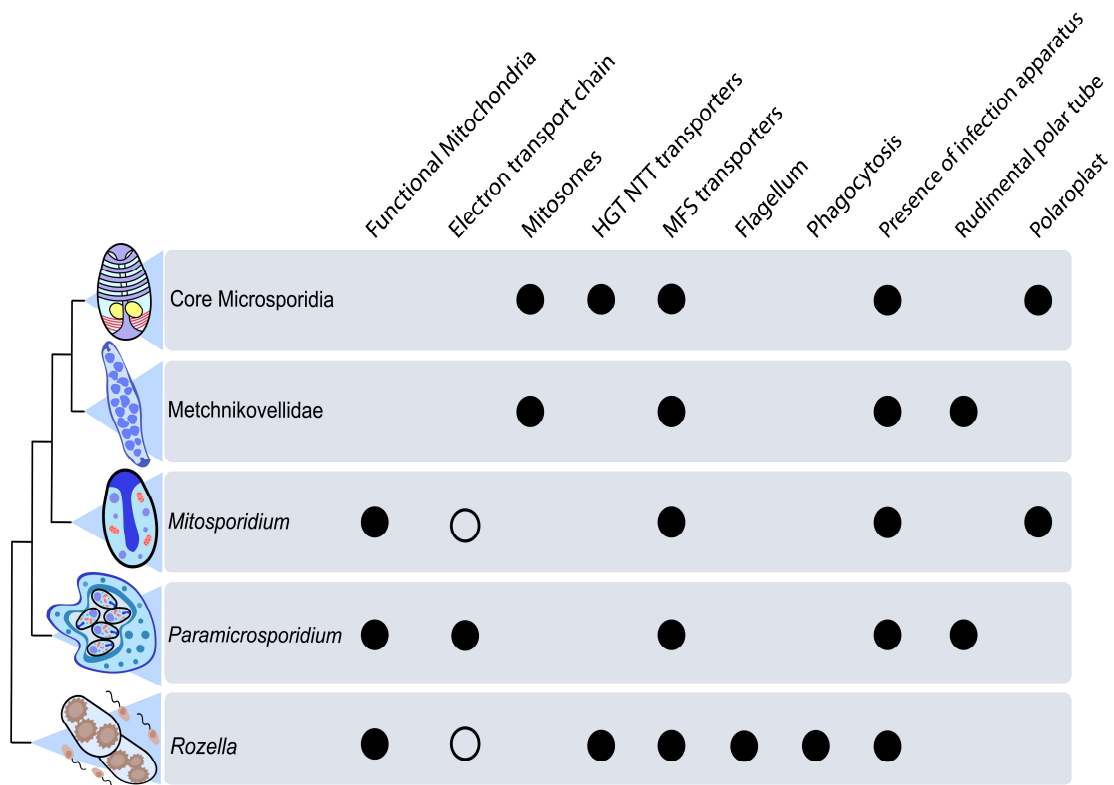 Functional Mitochondria
Electron transport chain
Mitosomes
HGT NTT transporters
MFS transporters
Flagellum
Phagocytosis
Presence of infection apparatus
Rudimental polar tube
Polaroplast
Core Microsporidia
Metchnikovellidae
Mitosporidium
Paramicrosporidium
Rozella